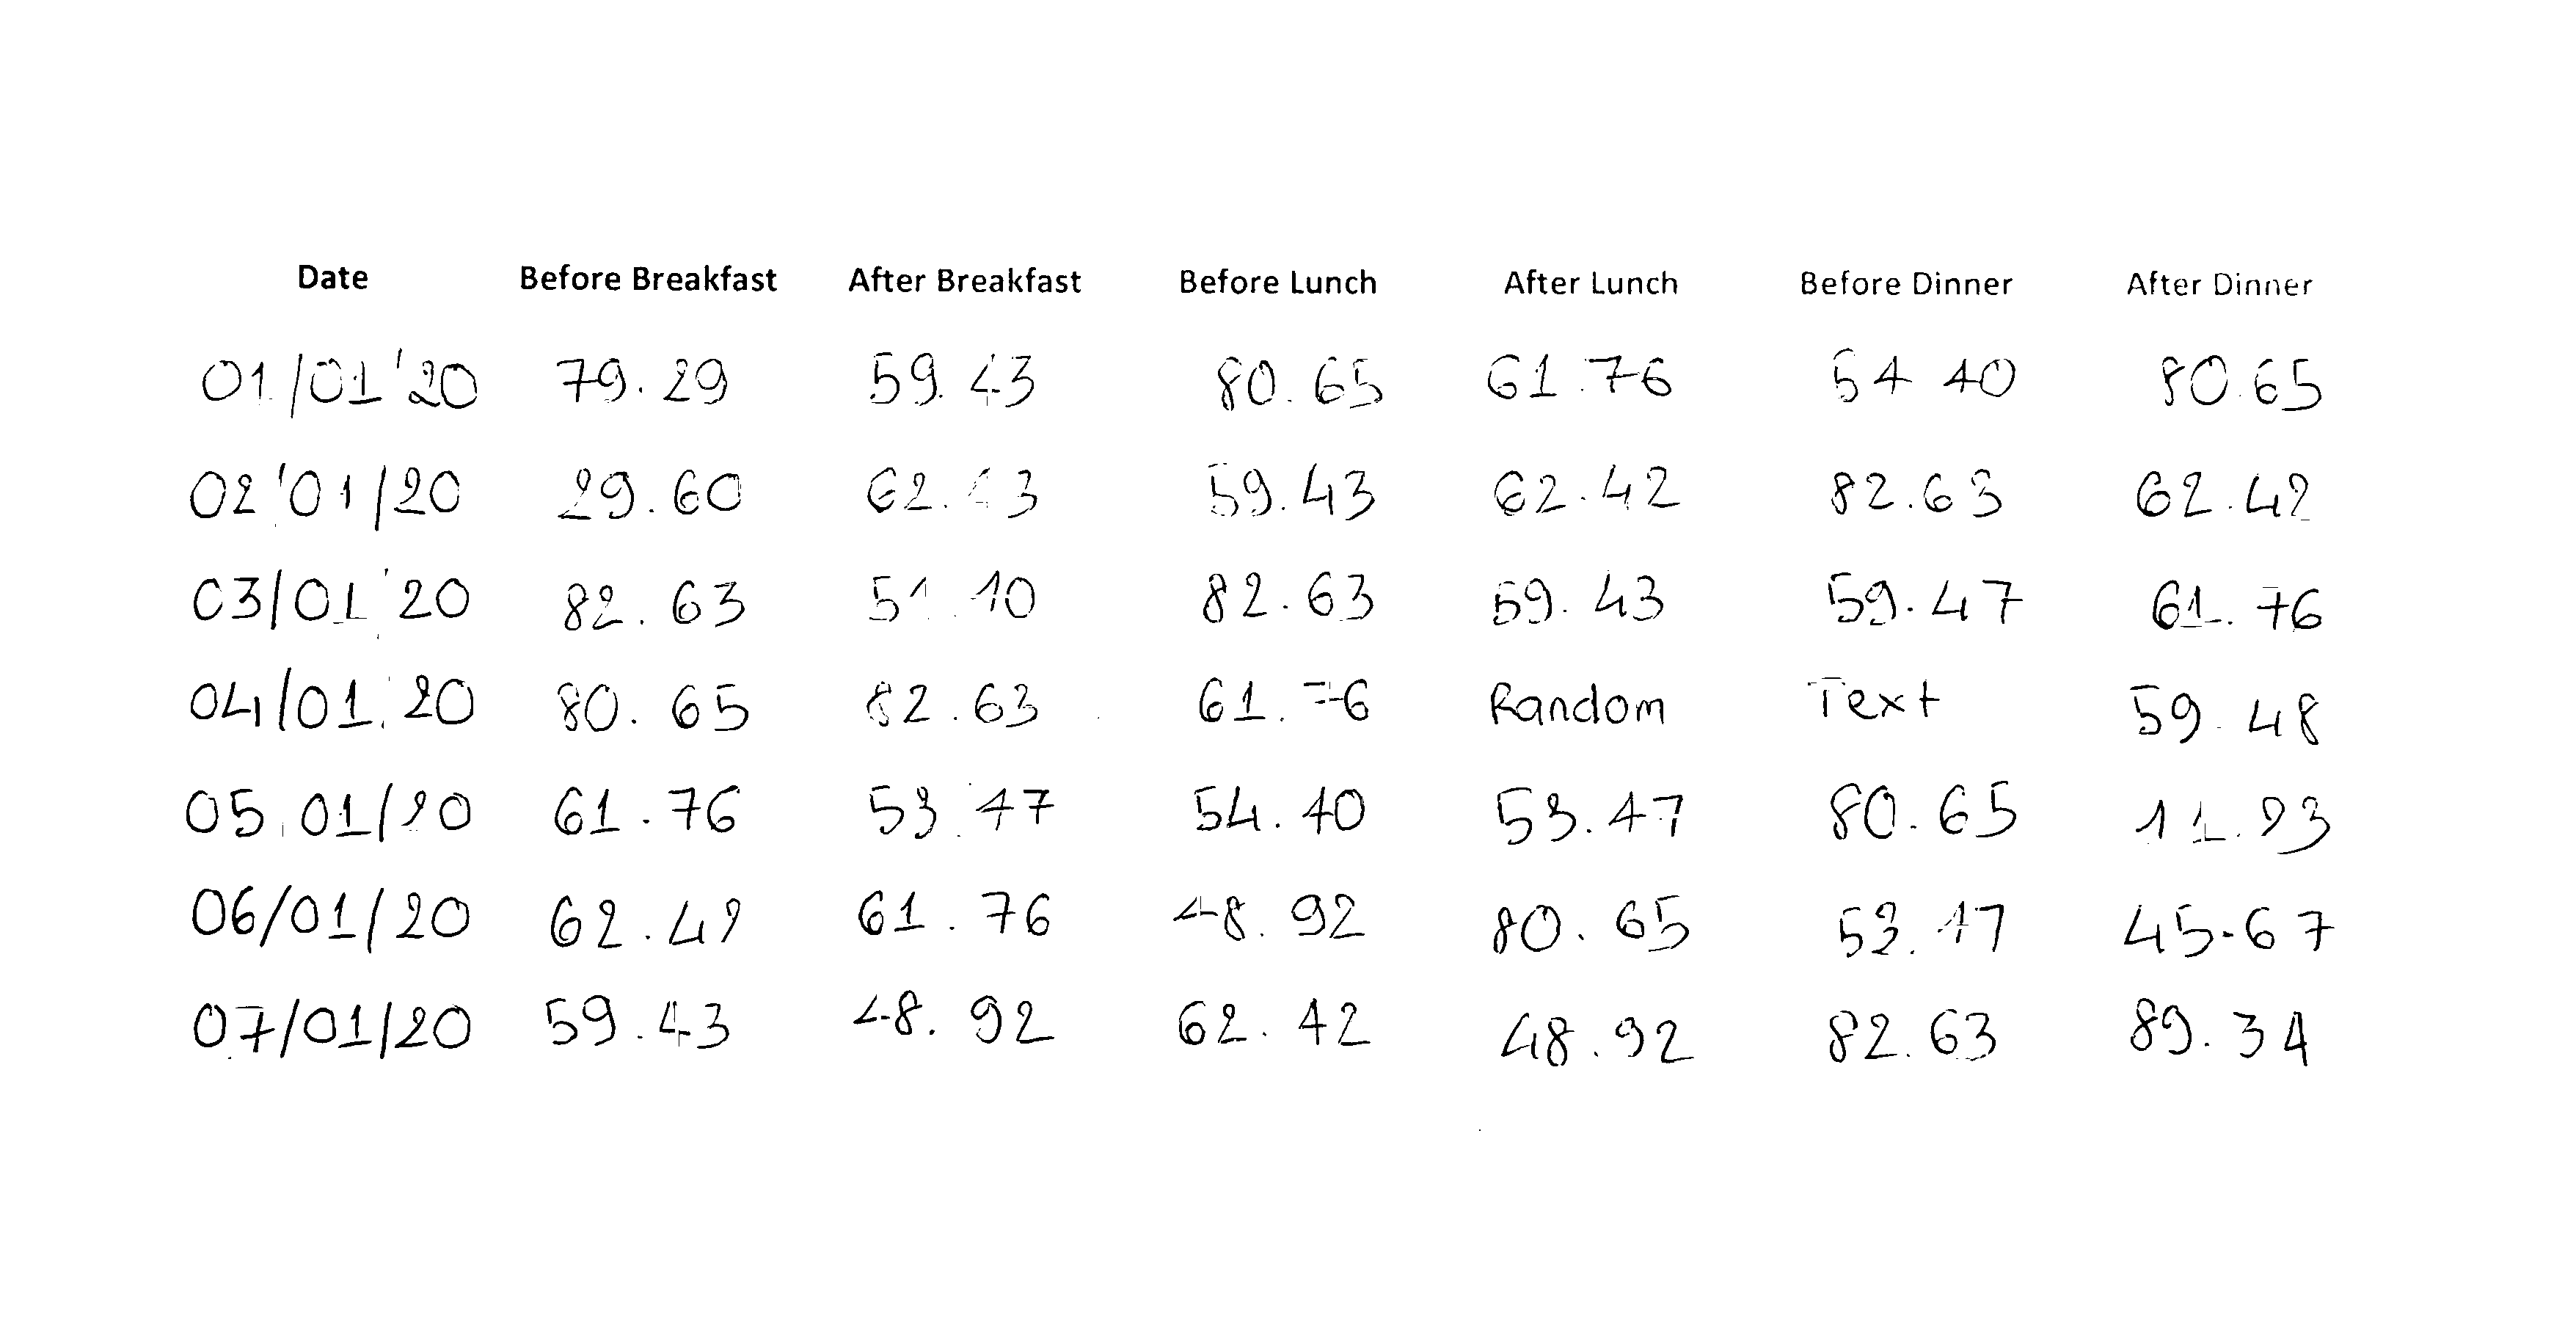 Date Before Breakfast After Breakfast Before Lunch After Lunch Before Dinner After Dinner
01/01'20 79.29 59.43 80.65 61.76 54 40 80.65
02'01/20 29.60 62. 3 59.43 62.42 82.63 62.42
03/01'20 82.63 82.63 59.43 59.47 61.76
04/01 20 80.65 82.63 61.76 Random Text 59.48
05.01/20 61.76 53.47 54.40 53.47 80.65 11.93
06/01/20 62.42 61.76 48.92 80.65 53.47 45-67
07/01/20 59.43 48.92 62.42 48.92 82.63 89.34